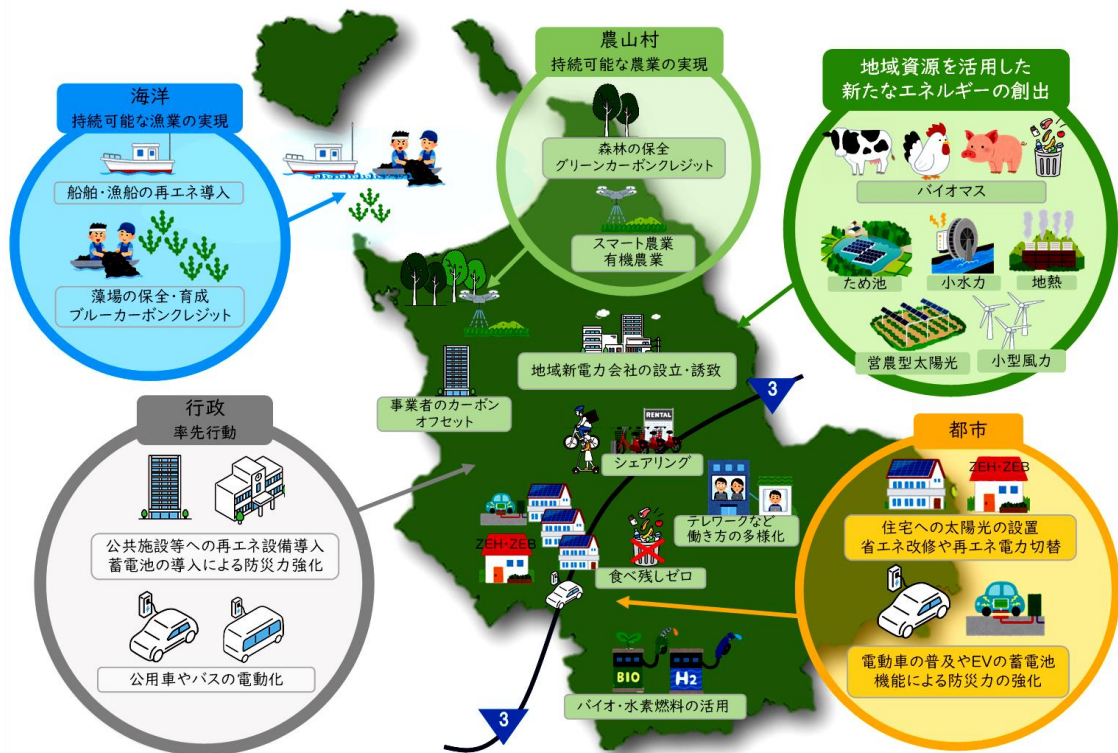 海洋
持続可能な漁業の実現
船舶・漁船の再エネ導入
藻場の保全・育成
ブルーカーボンクレジット
農山村
持続可能な農業の実現
森林の保全
グリーンカーボンクレジット
スマート農業
有機農業
地域資源を活用した
新たなエネルギーの創出
バイオマス
ため池
小水力
地熱
営農型太陽光
小型風力
地域新電力会社の設立・誘致
事業者のカーボン
オフセット
3
RENTAL
シェアリング
テレワークなど
働き方の多様化
ZEH・ZEB
食べ残しゼロ
BIO
H2
バイオ・水素燃料の活用
3
行政
率先行動
公共施設等への再エネ設備導入
蓄電池の導入による防災力強化
公用車やバスの電動化
都市
ZEH・ZEB
住宅への太陽光の設置
省エネ改修や再エネ電力切替
電動車の普及やEVの蓄電池
機能による防災力の強化